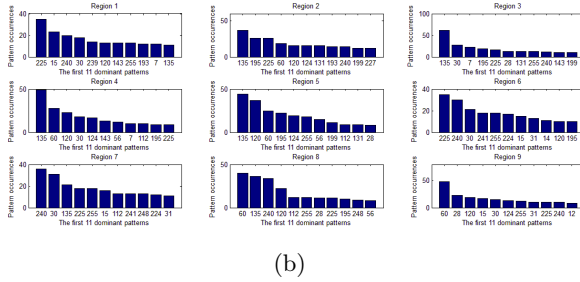 Region 1
Pattern occurrences
40
20
0
225 15 240 30 239 120 143 255 193 7 135
The first 11 dominant patterns
Region 2
Pattern occurrences
50
0
135 195 225 60 120 124 131 193 240 199 227
The first 11 dominant patterns
Region 3
Pattern occurrences
100
50
0
135 30 7 195 225 28 131 255 240 143 199
The first 11 dominant patterns
Region 4
Pattern occurrences
50
0
135 60 120 30 124 143 56 7 112 195 225
The first 11 dominant patterns
Region 5
Pattern occurrences
50
0
135 120 60 195 124 255 56 199 112 131 28
The first 11 dominant patterns
Region 6
Pattern occurrences
40
20
0
225 240 30 241 255 224 15 31 14 120 195
The first 11 dominant patterns
Region 7
Pattern occurrences
40
20
0
240 30 135 225 255 15 112 241 248 224 31
The first 11 dominant patterns
Region 8
Pattern occurrences
50
0
60 135 240 120 112 255 28 225 195 248 56
The first 11 dominant patterns
Region 9
Pattern occurrences
50
0
60 28 120 15 30 124 31 225 240 12
The first 11 dominant patterns
(b)